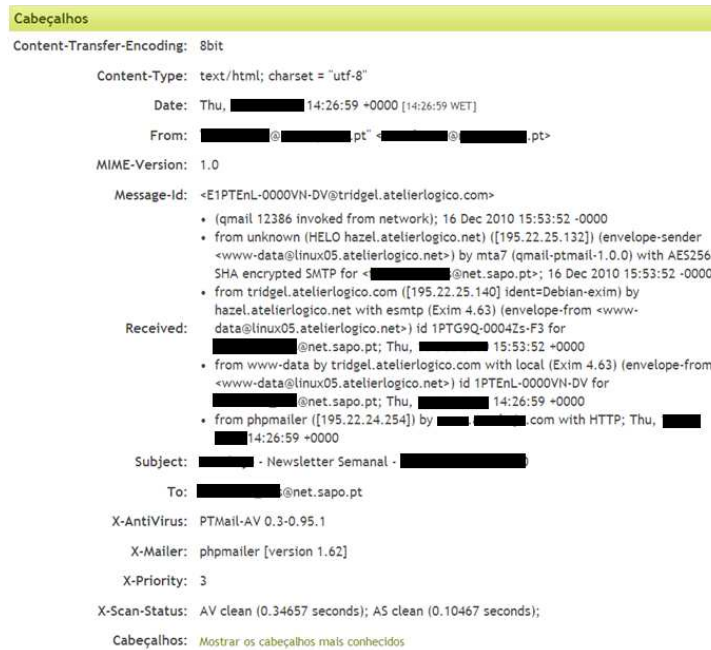 Cabeçalhos
Content-Transfer-Encoding: 8bit
Content-Type: text/html; charset = "utf-8"
Date: Thu, 14:26:59 +0000 [14:26:59 WET]
From: @ .pt" < @ .pt>
MIME-Version: 1.0
Message-Id: <E1PTEnL-0000VN-DV@tridgel.atelierlogico.com>
• (qmail 12386 invoked from network); 16 Dec 2010 15:53:52 -0000
• from unknown (HELO hazel.atelierlogico.net) ([195.22.25.132]) (envelope-sender
<www-data@linux05.atelierlogico.net>) by mta7 (qmail-ptmail-1.0.0) with AES256
SHA encrypted SMTP for < @net.sapo.pt>; 16 Dec 2010 15:53:52 -0000
• from tridgel.atelierlogico.com ([195.22.25.140] ident=Debian-exim) by
hazel.atelierlogico.net with esmtp (Exim 4.63) (envelope-from <www-
Received: data@linux05.atelierlogico.net>) id 1PTG9Q-0004Zs-F3 for
@net.sapo.pt; Thu, 15:53:52 +0000
• from www-data by tridgel.atelierlogico.com with local (Exim 4.63) (envelope-from
<www-data@linux05.atelierlogico.net>) id 1PTEnL-0000VN-DV for
@net.sapo.pt; Thu, 14:26:59 +0000
• from phpmailer ([195.22.24.254]) by .com with HTTP; Thu,
14:26:59 +0000
Subject: - Newsletter Semanal -
To: @net.sapo.pt
X-AntiVirus: PTMail-AV 0.3-0.95.1
X-Mailer: phpmailer [version 1.62]
X-Priority: 3
X-Scan-Status: AV clean (0.34657 seconds); AS clean (0.10467 seconds);
Cabeçalhos: Mostrar os cabeçalhos mais conhecidos